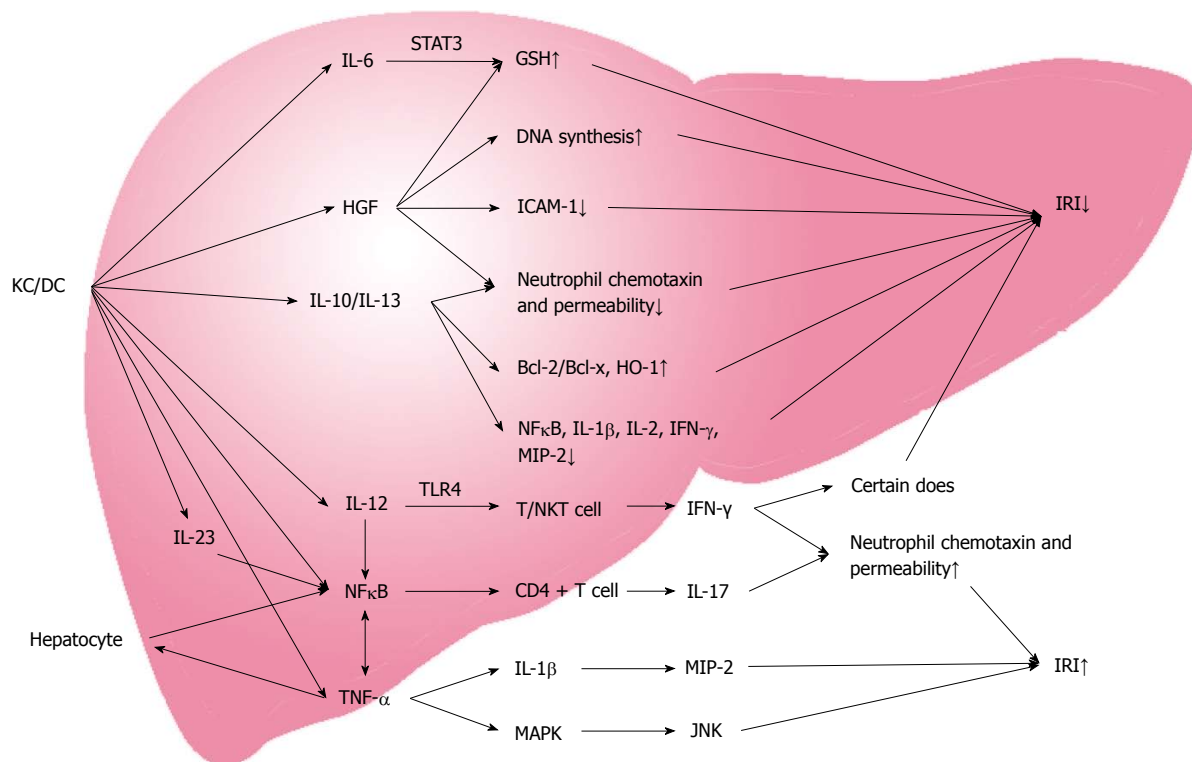 STAT3
IL-6
GSH↑
DNA synthesis↑
HGF
ICAM-1↓
IRI↓
KC/DC
IL-10/IL-13
Neutrophil chemotaxin
and permeability↓
Bcl-2/Bcl-x, HO-1↑
NFκB, IL-1β, IL-2, IFN-γ,
MIP-2↓
TLR4
IL-12
T/NKT cell
IFN-γ
Certain does
IL-23
Neutrophil chemotaxin and
permeability↑
NFκB
CD4 + T cell
IL-17
Hepatocyte
IL-1β
MIP-2
IRI↑
TNF-α
MAPK
JNK